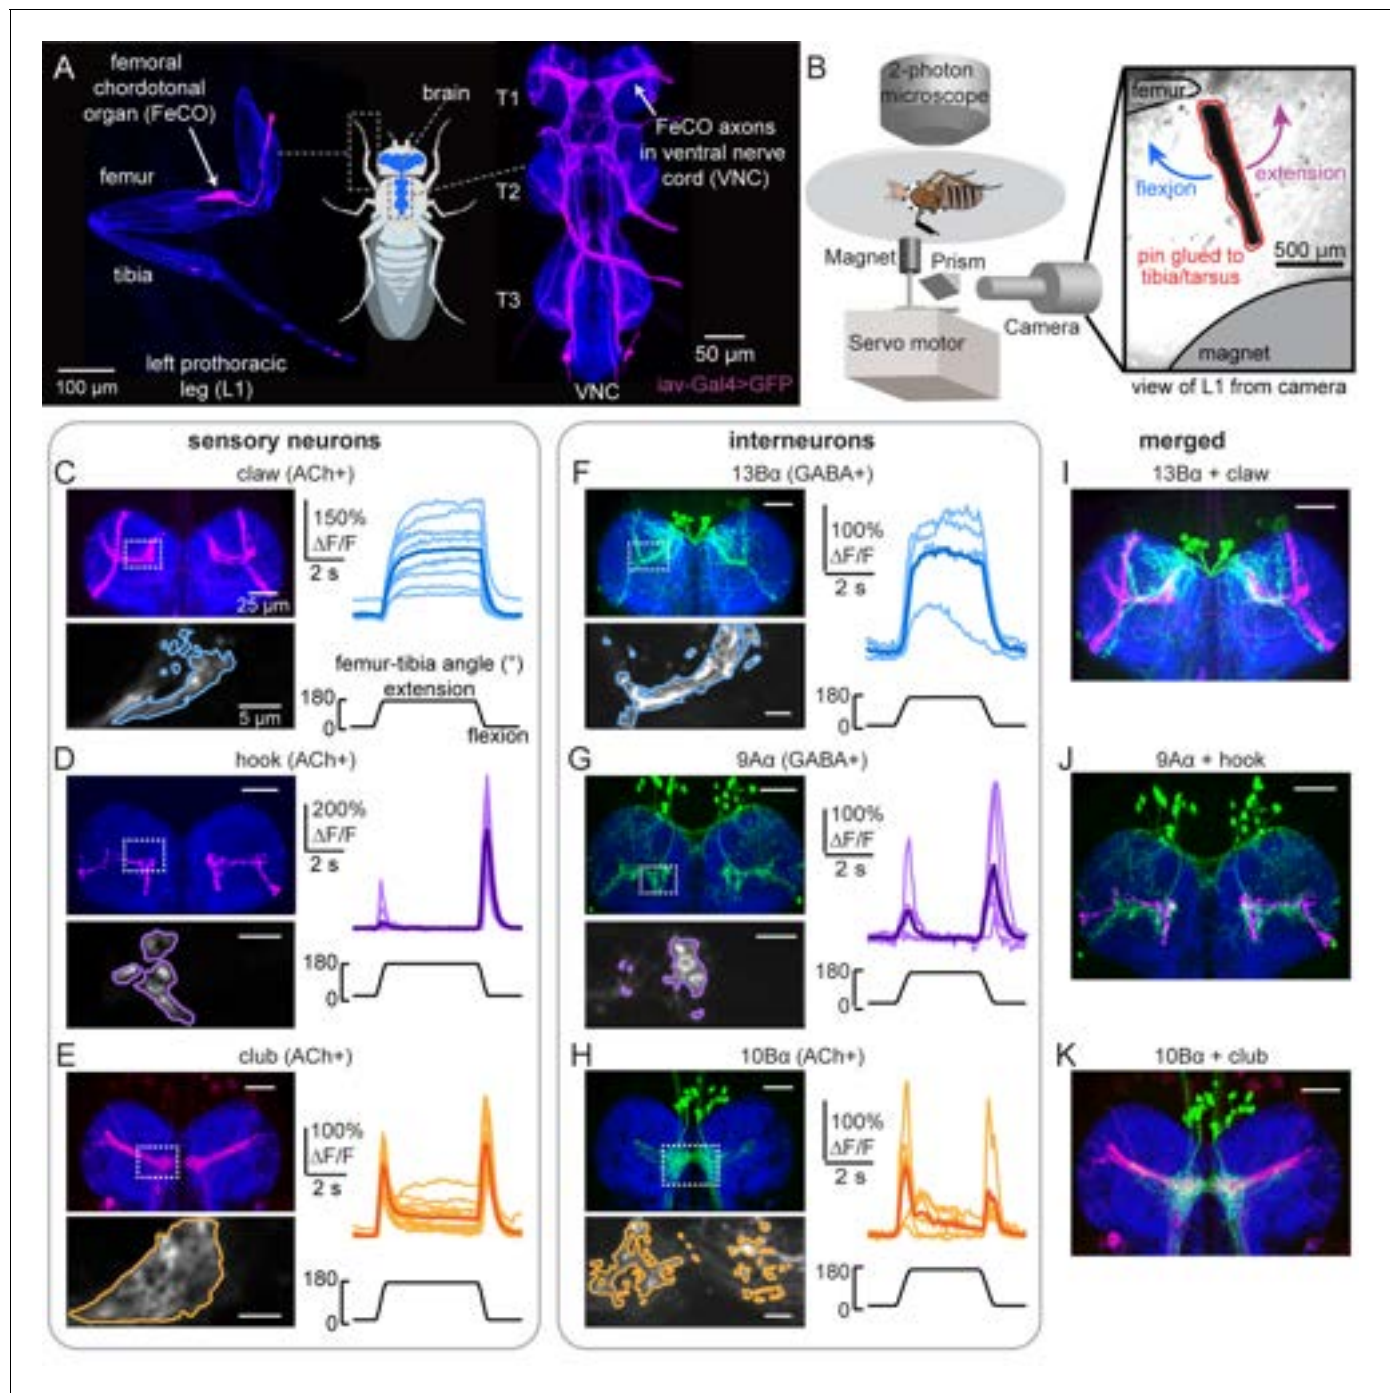 A
femoral
chordotonal
organ (FeCO)
brain
femur
tibia
left prothoracic
leg (L1)
100 µm
T1
T2
T3
FeCO axons
in ventral nerve
cord (VNC)
50 µm
iav-Gal4>GFP
VNC
B
2-photon
microscope
Magnet
Prism
Servo motor
Camera
femur
flexion
extension
pin glued to
tibia/tarsus
500 µm
magnet
view of L1 from camera
sensory neurons
C
claw (ACh+)
25 µm
5 µm
150%
ΔF/F
2 s
femur-tibia angle (°)
extension
180
0
flexion
D
hook (ACh+)
200%
ΔF/F
2 s
180
0
E
club (ACh+)
100%
ΔF/F
2 s
180
0
interneurons
F
13Bα (GABA+)
100%
ΔF/F
2 s
180
0
G
9Aα (GABA+)
100%
ΔF/F
2 s
180
0
H
10Bα (ACh+)
100%
ΔF/F
2 s
180
0
merged
I
13Bα + claw
J
9Aα + hook
K
10Bα + club